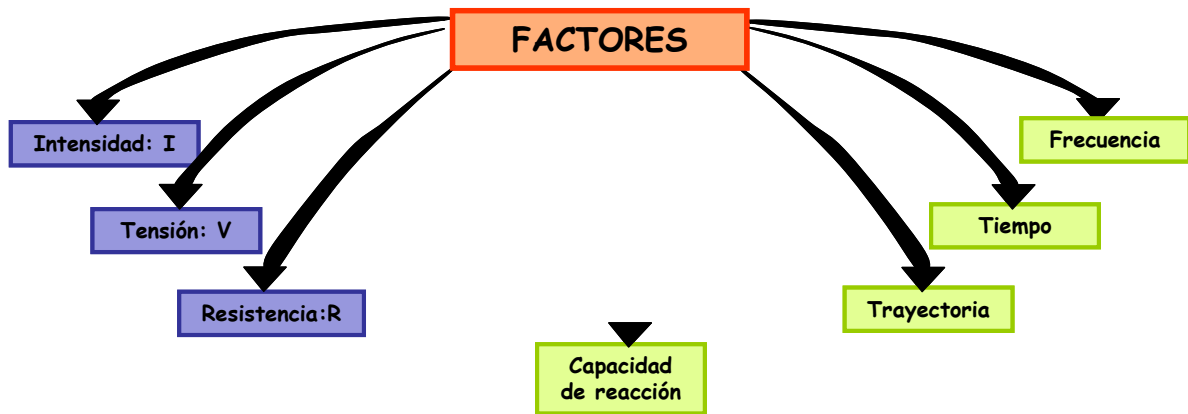 FACTORES
Intensidad: I
Frecuencia
Tensión: V
Tiempo
Resistencia:R
Trayectoria
Capacidad
de reacción